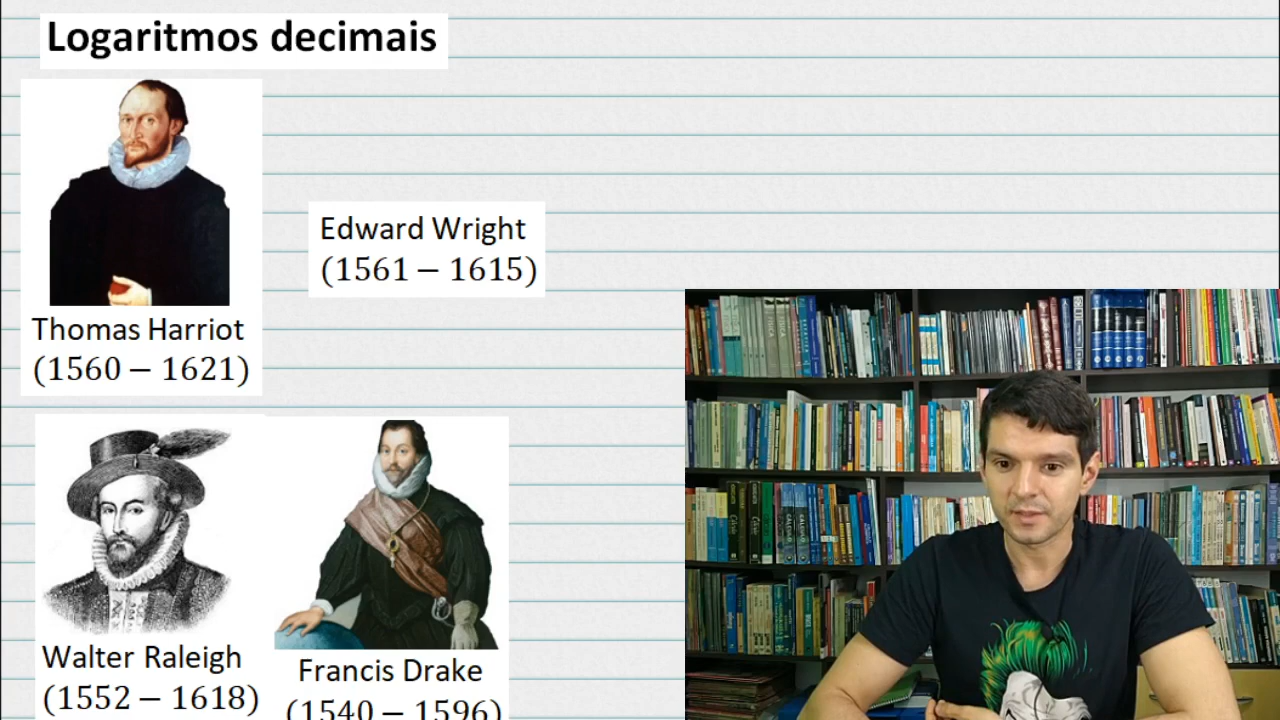 Logaritmos decimais
Edward Wright
(1561 – 1615)
Thomas Harriot
(1560 – 1621)
Walter Raleigh
(1552 – 1618)
Francis Drake
(1540 – 1596)